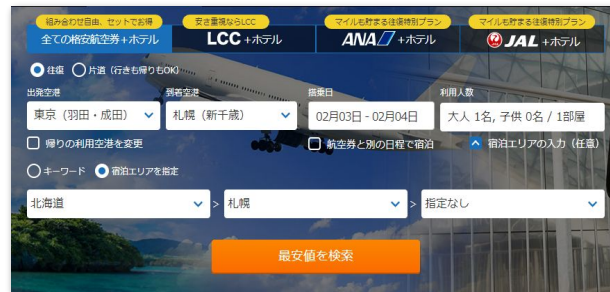 組み合わせ自由、セットでお得
安さ重視ならLCC
マイルも貯まる往復特別プラン
マイルも貯まる往復特別プラン
全ての格安航空券+ホテル
LCC +ホテル
ANA +ホテル
JAL +ホテル
往復 片道（行きも帰りもOK）
出発空港
到着空港
搭乗日
利用人数
東京（羽田・成田）
札幌（新千歳）
02月03日 - 02月04日
大人 1名, 子供 0名 / 1部屋
帰りの利用空港を変更
航空券と別の日程で宿泊
宿泊エリアの入力（任意）
キーワード 宿泊エリアを指定
北海道 > 札幌 > 指定なし
最安値を検索